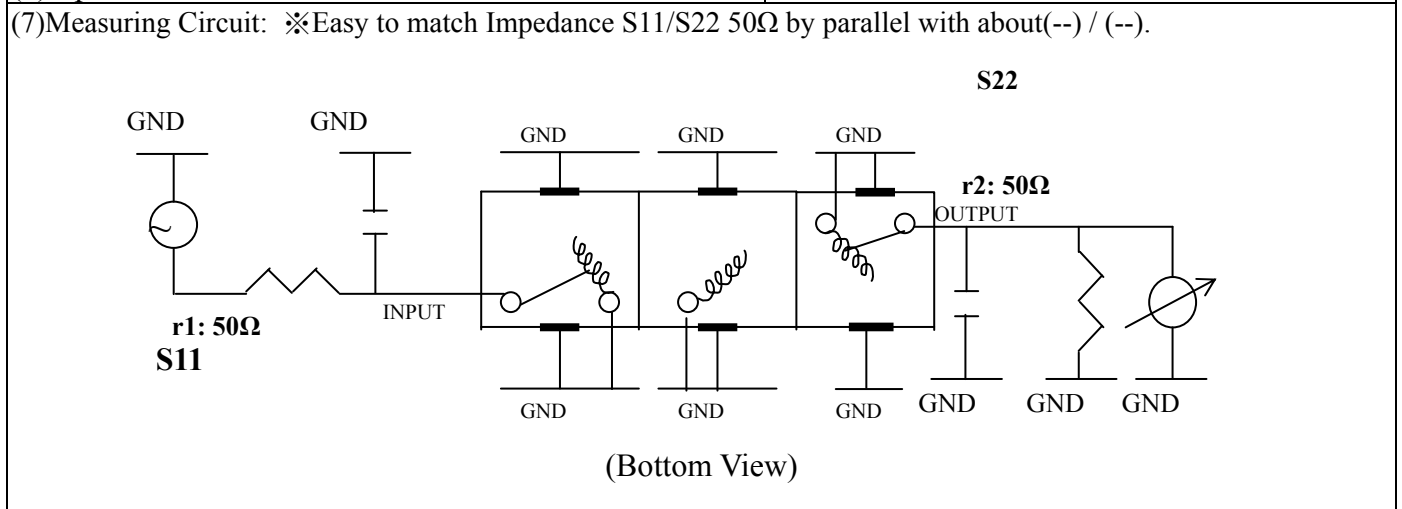 (7)Measuring Circuit: ※Easy to match Impedance S11/S22 50Ω by parallel with about(--) / (--).
S22
GND GND GND GND GND
r2: 50Ω
OUTPUT
INPUT
r1: 50Ω
S11
GND GND GND GND GND GND
(Bottom View)